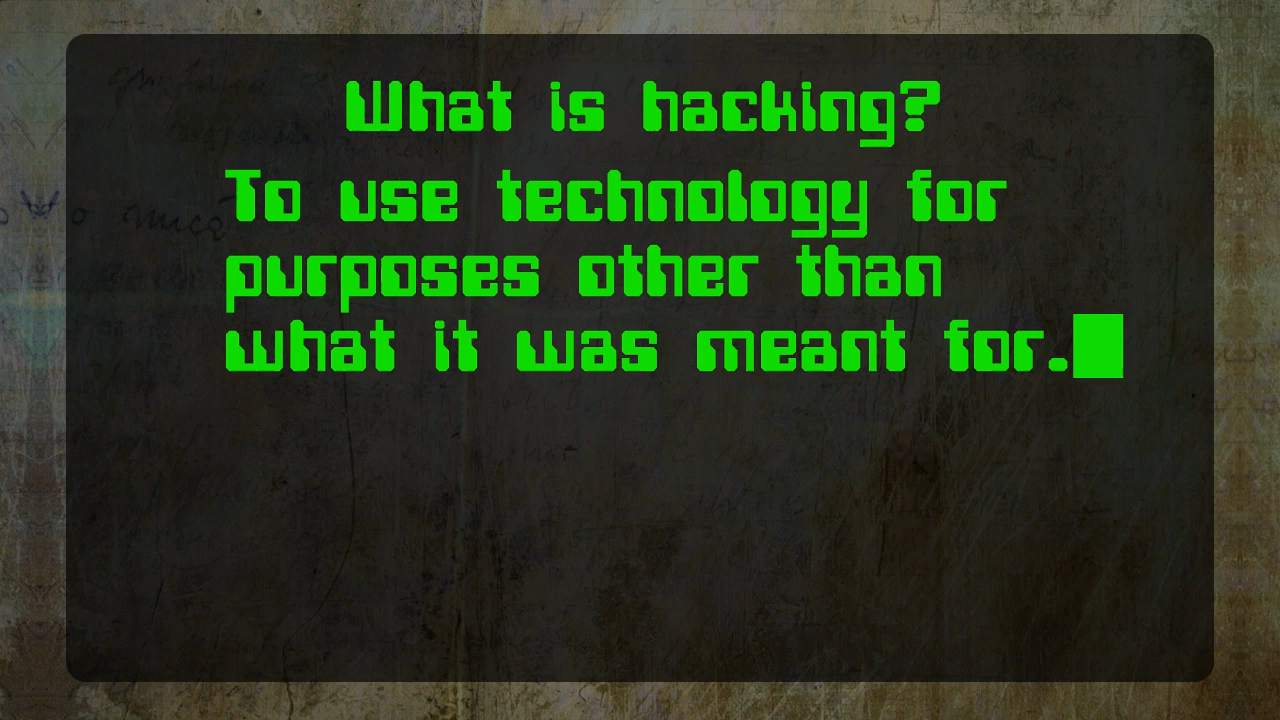 What is hacking?
To use technology for
purposes other than
what it was meant for.